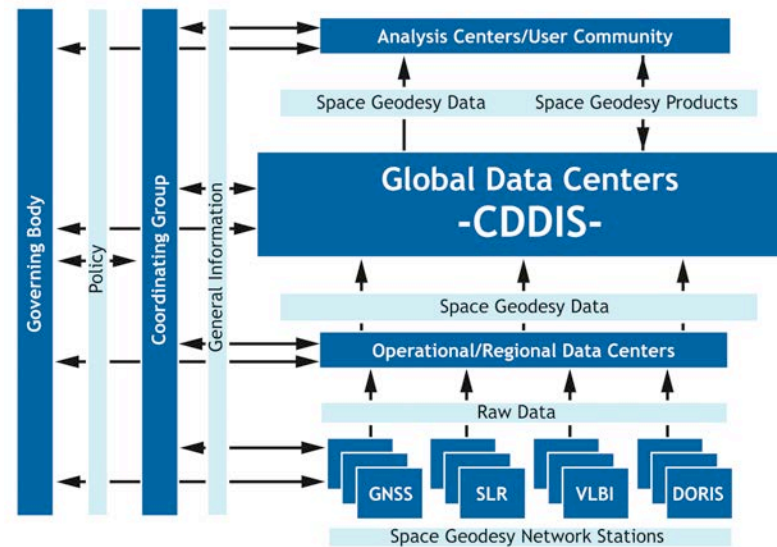 Governing Body
Policy
Coordinating Group
General Information
Analysis Centers/User Community
Space Geodesy Data
Space Geodesy Products
Global Data Centers
-CDDIS-
Space Geodesy Data
Operational/Regional Data Centers
Raw Data
GNSS
SLR
VLBI
DORIS
Space Geodesy Network Stations